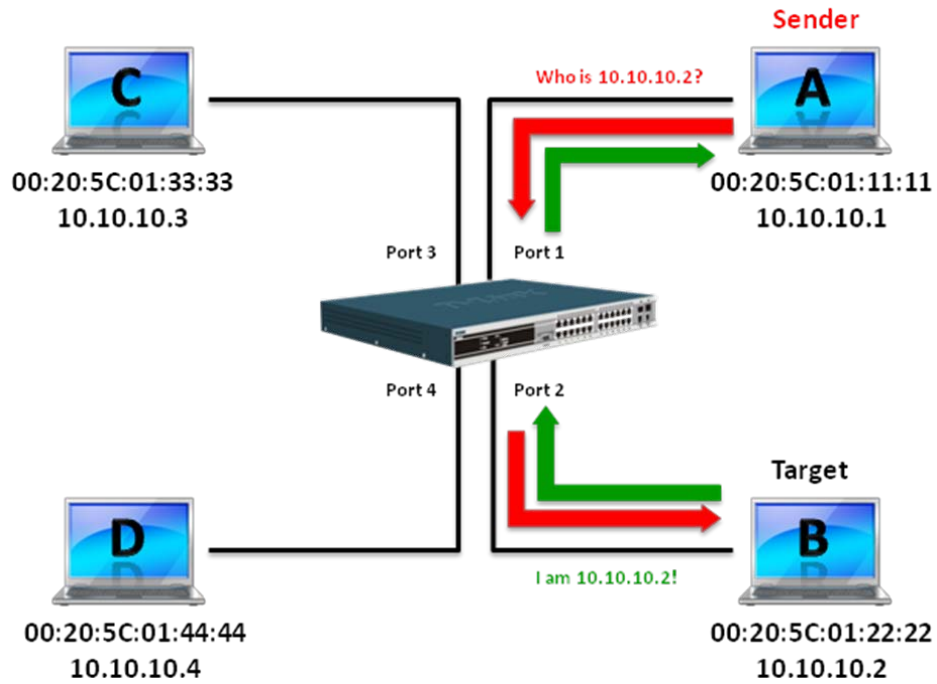 Sender
C
Who is 10.10.10.2?
A
00:20:5C:01:33:33
10.10.10.3
00:20:5C:01:11:11
10.10.10.1
Port 3
Port 1
Port 4
Port 2
Target
D
B
I am 10.10.10.2!
00:20:5C:01:44:44
10.10.10.4
00:20:5C:01:22:22
10.10.10.2